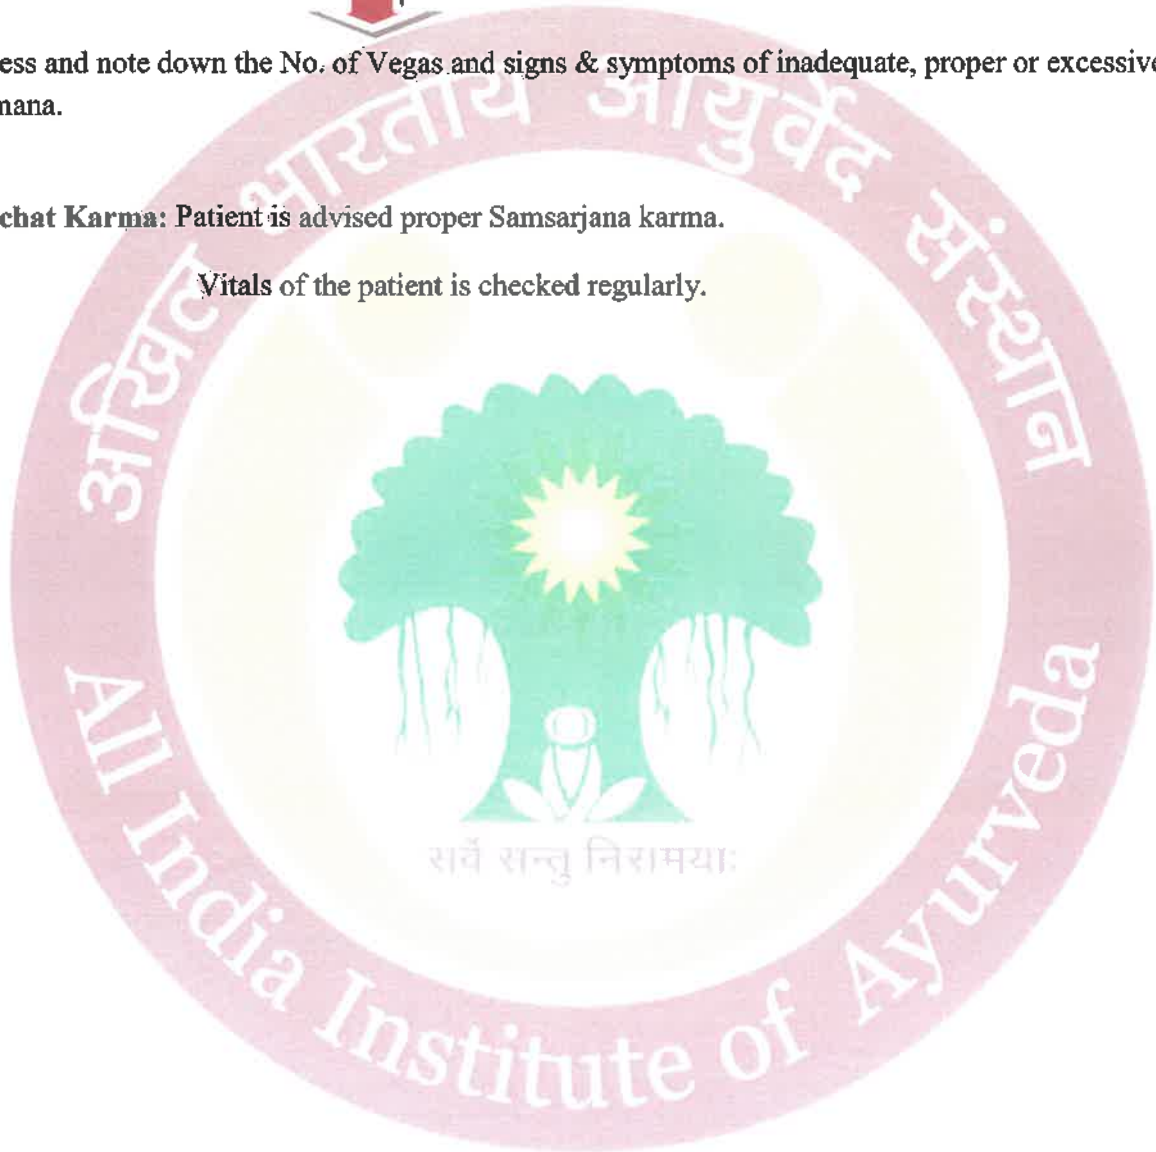 ess and note down the No. of Vegas and signs & symptoms of inadequate, proper or excessive
nana.
chat Karma: Patient is advised proper Samsarjana karma.
Vitals of the patient is checked regularly.
अखिल भारतीय आयुर्वेद संस्थान
सर्वे सन्तु निरामयाः
All India Institute of Ayurveda